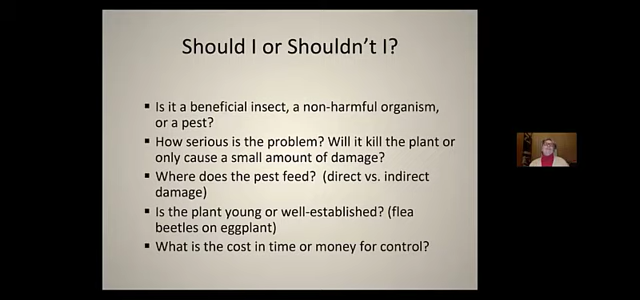 Should I or Shouldn't I?
▪ Is it a beneficial insect, a non-harmful organism,
or a pest?
▪ How serious is the problem? Will it kill the plant or
only cause a small amount of damage?
▪ Where does the pest feed? (direct vs. indirect
damage)
▪ Is the plant young or well-established? (flea
beetles on eggplant)
▪ What is the cost in time or money for control?